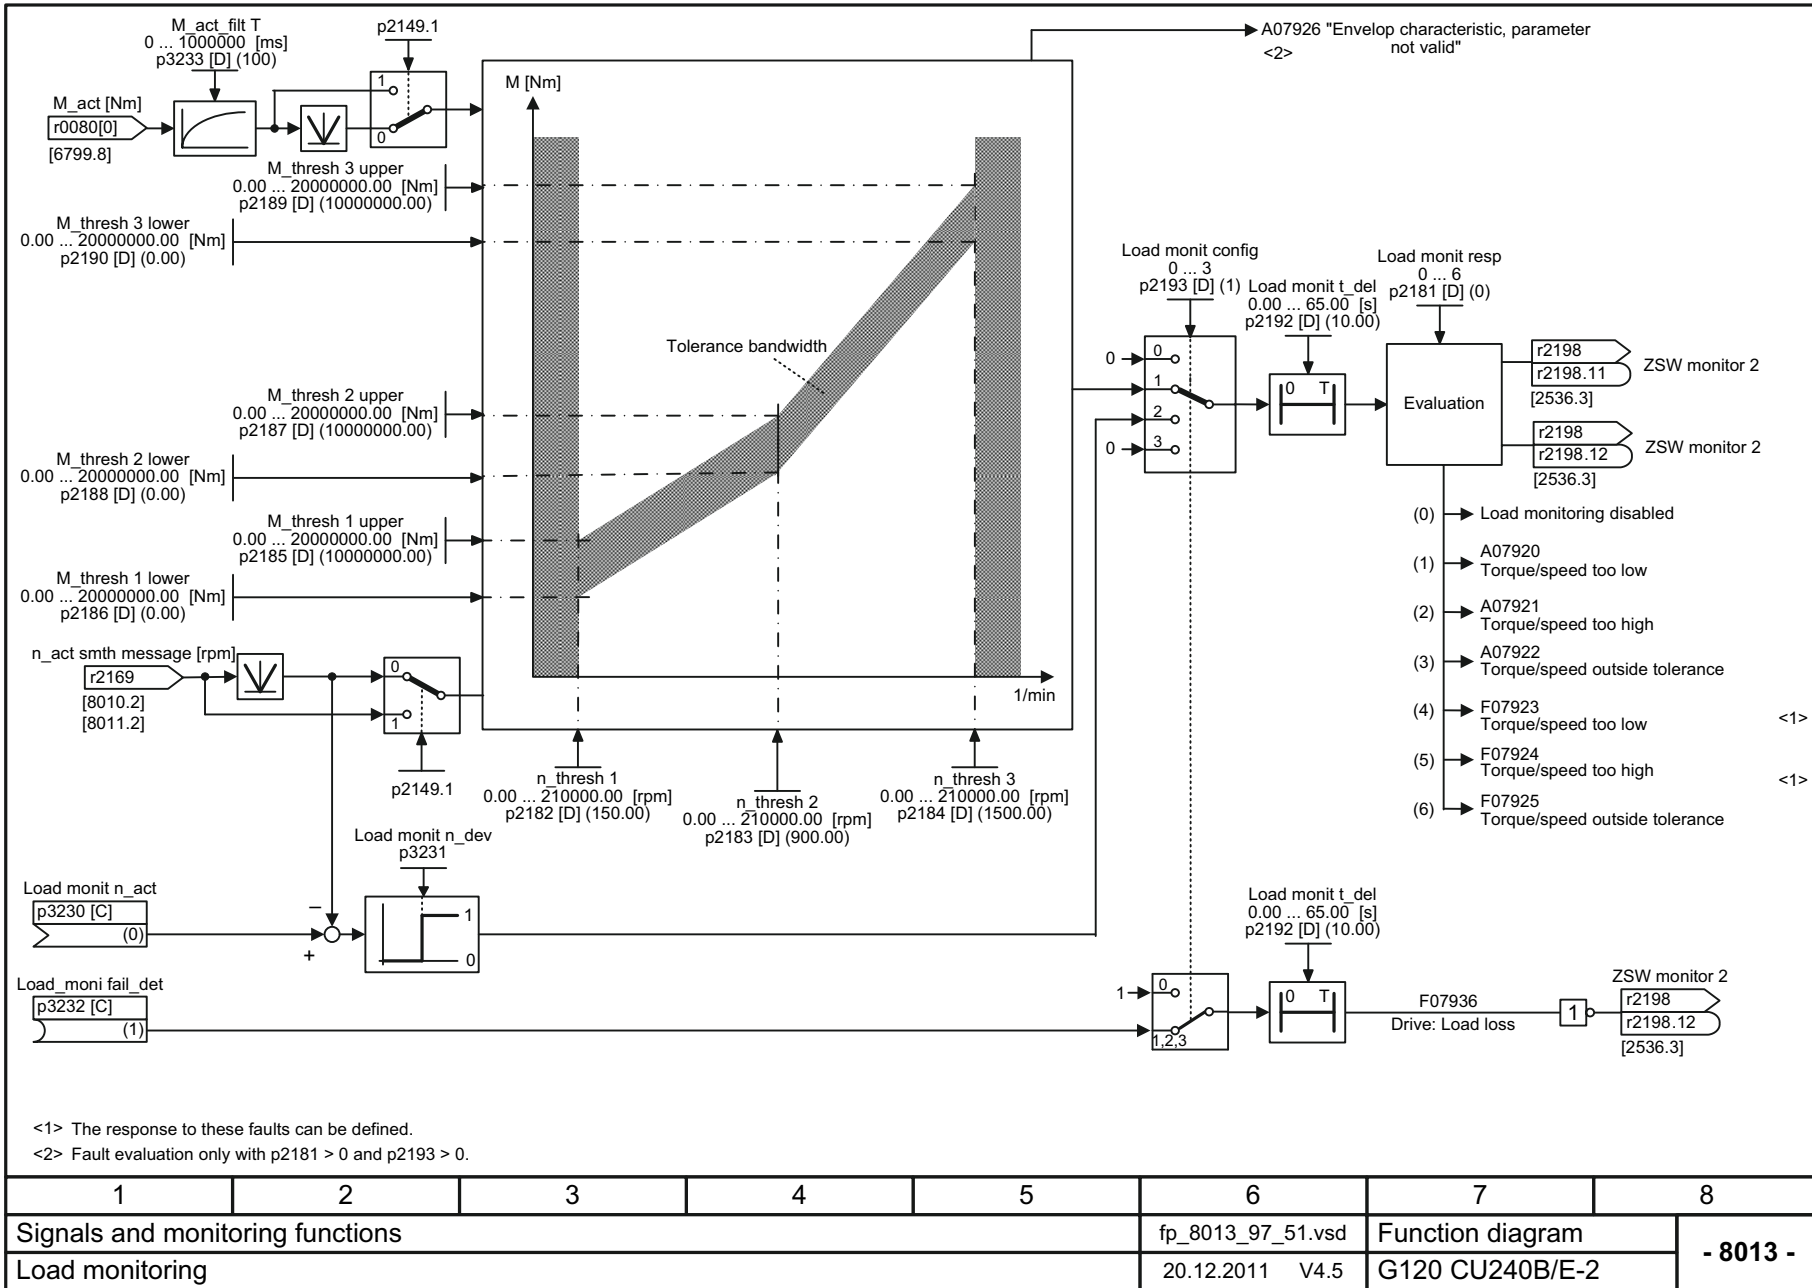 M_act_filt T
0 ... 1000000 [ms]
p3233 [D] (100)
p2149.1
A07926 "Envelop characteristic, parameter
not valid"
<2>
M_act [Nm]
r0080[0]
[6799.8]
1
0
M [Nm]
M_thresh 3 upper
0.00 ... 20000000.00 [Nm]
p2189 [D] (10000000.00)
M_thresh 3 lower
0.00 ... 20000000.00 [Nm]
p2190 [D] (0.00)
Tolerance bandwidth
M_thresh 2 upper
0.00 ... 20000000.00 [Nm]
p2187 [D] (10000000.00)
M_thresh 2 lower
0.00 ... 20000000.00 [Nm]
p2188 [D] (0.00)
M_thresh 1 upper
0.00 ... 20000000.00 [Nm]
p2185 [D] (10000000.00)
M_thresh 1 lower
0.00 ... 20000000.00 [Nm]
p2186 [D] (0.00)
n_act smth message [rpm]
r2169
[8010.2]
[8011.2]
0
1
p2149.1
1/min
n_thresh 1
0.00 ... 210000.00 [rpm]
p2182 [D] (150.00)
n_thresh 2
0.00 ... 210000.00 [rpm]
p2183 [D] (900.00)
n_thresh 3
0.00 ... 210000.00 [rpm]
p2184 [D] (1500.00)
Load monit config
0 ... 3
p2193 [D] (1)
Load monit t_del
0.00 ... 65.00 [s]
p2192 [D] (10.00)
Load monit resp
0 ... 6
p2181 [D] (0)
0
0
1
2
0
3
0 T
Evaluation
r2198
r2198.11
[2536.3]
ZSW monitor 2
r2198
r2198.12
[2536.3]
ZSW monitor 2
(0) Load monitoring disabled
(1) A07920
Torque/speed too low
(2) A07921
Torque/speed too high
(3) A07922
Torque/speed outside tolerance
(4) F07923
Torque/speed too low <1>
(5) F07924
Torque/speed too high <1>
(6) F07925
Torque/speed outside tolerance
Load monit n_dev
p3231
1
0
Load monit n_act
p3230 [C]
(0)
–
+
Load_moni fail_det
p3232 [C]
(1)
1
0
1,2,3
Load monit t_del
0.00 ... 65.00 [s]
p2192 [D] (10.00)
0 T
F07936
Drive: Load loss
1
ZSW monitor 2
r2198
r2198.12
[2536.3]
<1> The response to these faults can be defined.
<2> Fault evaluation only with p2181 > 0 and p2193 > 0.
1 2 3 4 5 6 7 8
Signals and monitoring functions
fp_8013_97_51.vsd
Function diagram
- 8013 -
Load monitoring
20.12.2011 V4.5
G120 CU240B/E-2